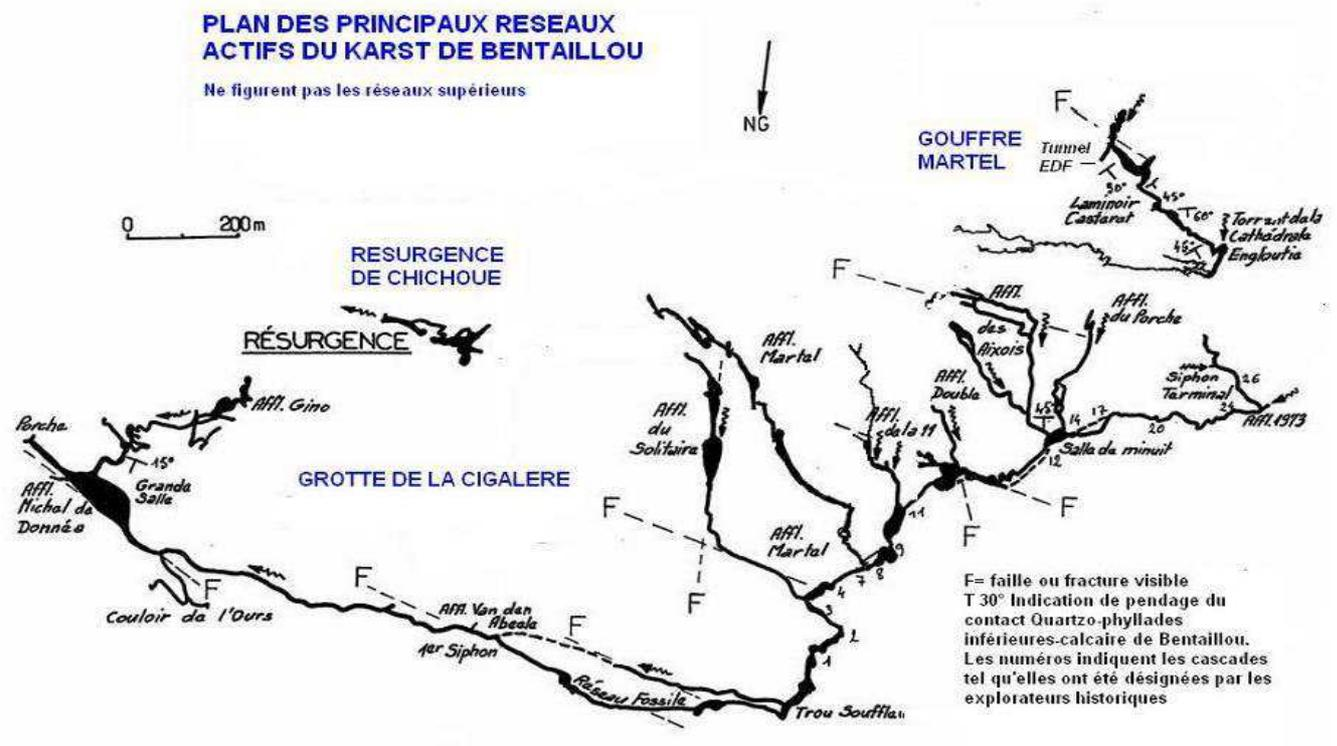 PLAN DES PRINCIPAUX RESEAUX
ACTIFS DU KARST DE BENTAILLOU
Ne figurent pas les réseaux supérieurs
NG
GOUFFRE
MARTEL
F
Tunnel
EDF
30°
Laminoir
Castarat
45°
60°
45°
Torrent de la
Cathédrale
Engloutie
0 200m
RESURGENCE
DE CHICHOUE
RÉSURGENCE
F
Affl.
des
Aixois
Affl.
du Porche
Affl.
Martal
Affl.
Double
Siphon
Terminal
26
Affl. 1973
21
20
17
14
45°
12
Salle de minuit
Affl. Gino
Porche
15°
Grande
Salle
Affl.
Michel de
Donnéa
GROTTE DE LA CIGALERE
Affl.
du
Solitaire
Affl.
de la 11
11
F
F
F
Affl.
Martal
9
8
7
4
3
2
1
F
F
Couloir de l'Ours
F
Affl. Van den
Abeele
1er Siphon
F
Réseau Fossile
Trou Souffleu
F= faille ou fracture visible
T 30° Indication de pendage du
contact Quartzo-phyllades
inférieures-calcaire de Bentaillou.
Les numéros indiquent les cascades
tel qu'elles ont été désignées par les
explorateurs historiques